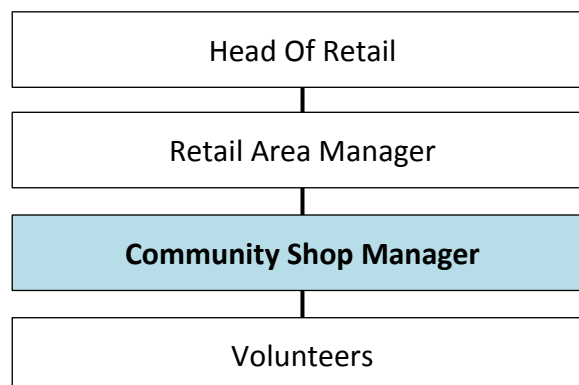 Head Of Retail
Retail Area Manager
Community Shop Manager
Volunteers